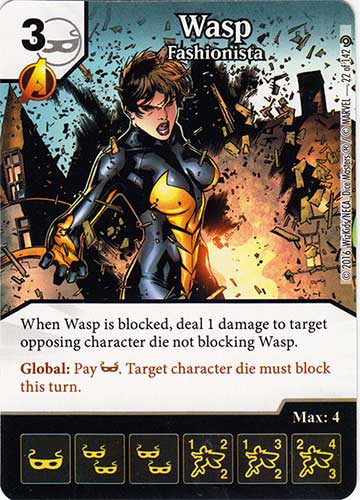 3
Wasp
Fashionista
© 2016 WizKids/NECA. Dice Masters © / © MARVEL — 22 of 142
When Wasp is blocked, deal 1 damage to target
opposing character die not blocking Wasp.
Global: Pay . Target character die must block
this turn.
Max: 4
1 2 1 3 2 4
2 2 3